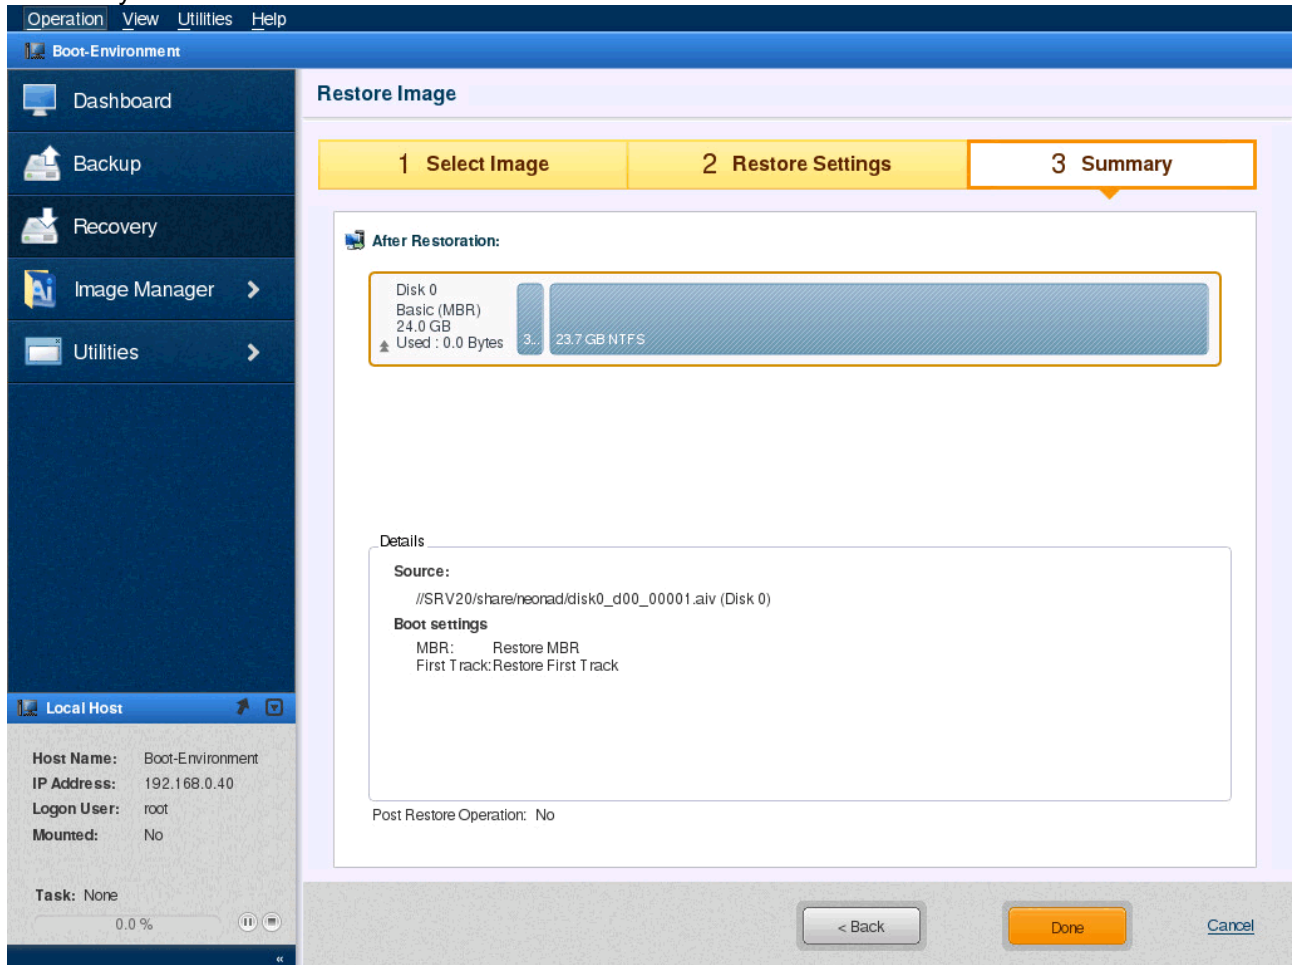 Operation View Utilities Help
Boot-Environment
Dashboard
Backup
Recovery
Image Manager
Utilities
Restore Image
1 Select Image
2 Restore Settings
3 Summary
After Restoration:
Disk 0
Basic (MBR)
24.0 GB
Used : 0.0 Bytes
3...
23.7 GB NTFS
Details
Source:
//SRV20/share/neonad/disk0_d00_00001.aiv (Disk 0)
Boot settings
MBR: Restore MBR
First Track:Restore First Track
Post Restore Operation: No
Local Host
Host Name: Boot-Environment
IP Address: 192.168.0.40
Logon User: root
Mounted: No
Task: None
0.0 %
«
< Back
Done
Cancel